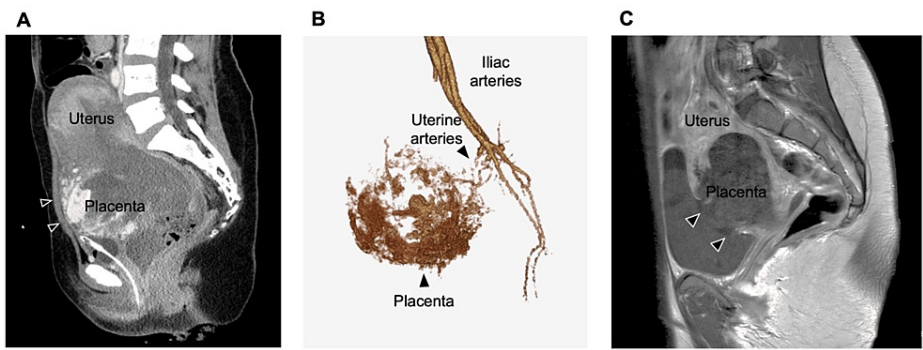 A
B
C
Uterus
Placenta
Iliac
arteries
Uterine
arteries
Placenta
Uterus
Placenta